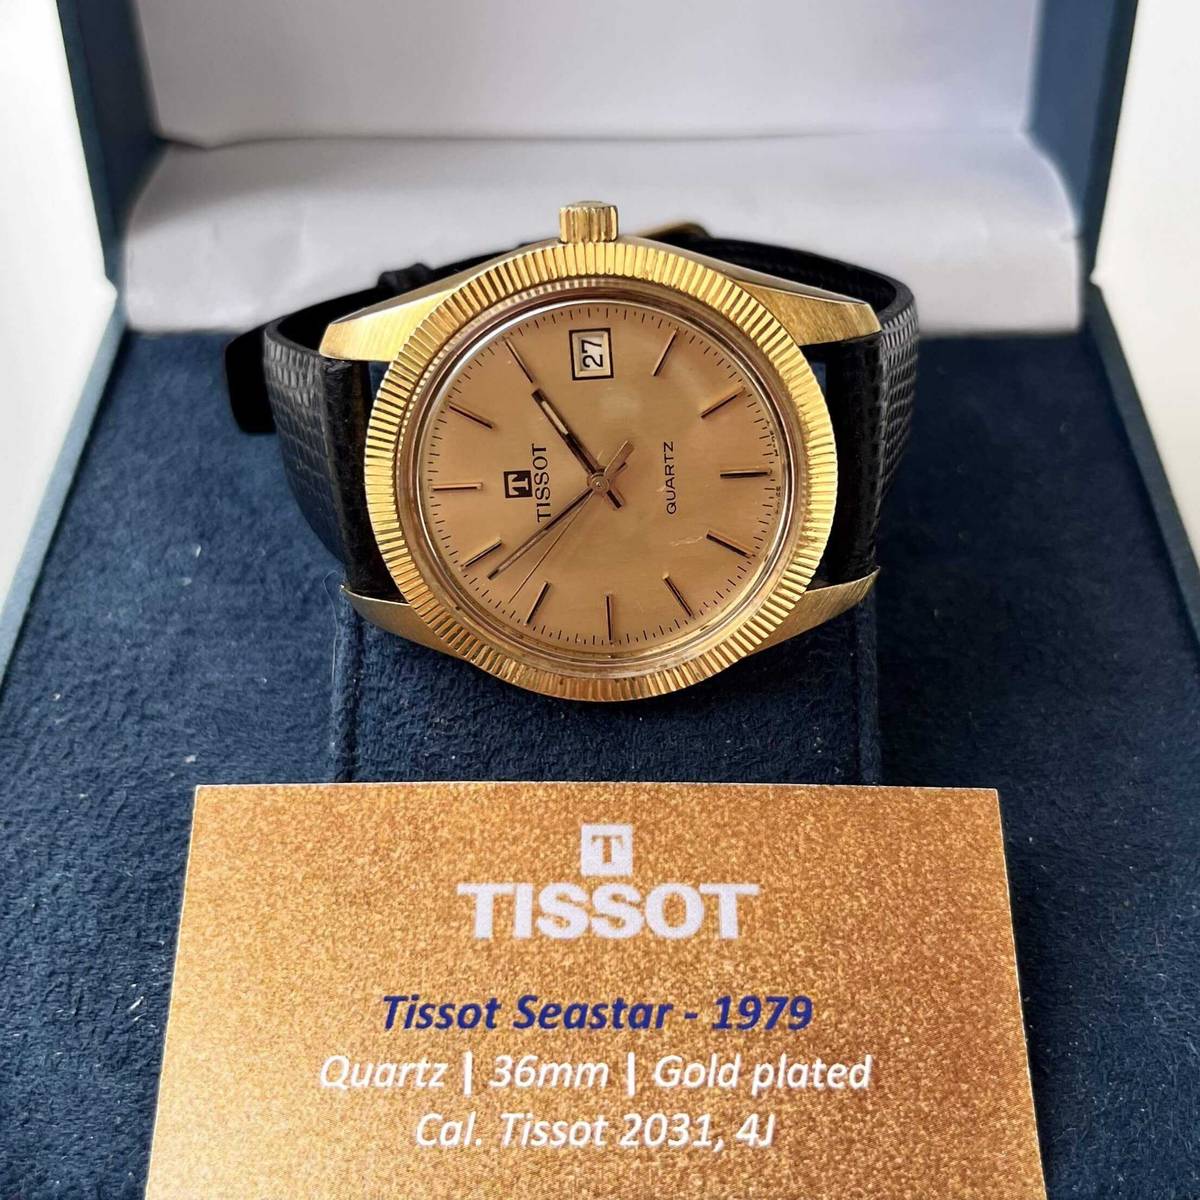 27
T
TISSOT
QUARTZ
T
TISSOT
Tissot Seastar - 1979
Quartz | 36mm | Gold plated
Cal. Tissot 2031, 4J